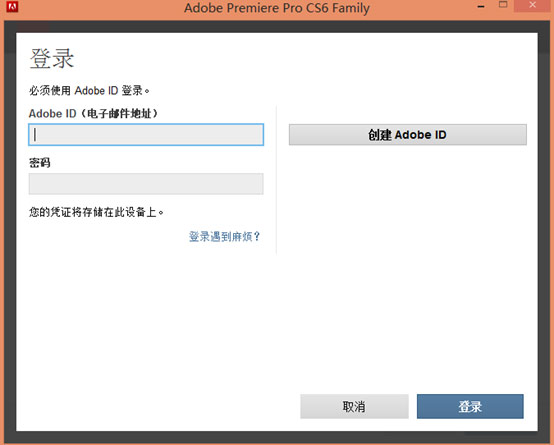 Adobe Premiere Pro CS6 Family
登录
必须使用 Adobe ID 登录。
Adobe ID（电子邮件地址）
创建 Adobe ID
密码
您的凭证将存储在此设备上。
登录遇到麻烦？
取消
登录